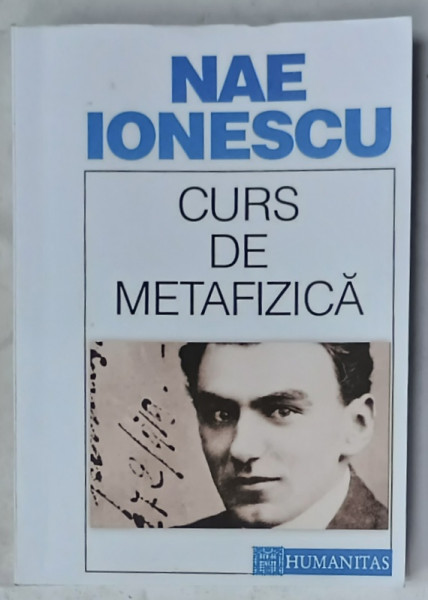 NAE
IONESCU
CURS
DE
METAFIZICĂ
HUMANITAS